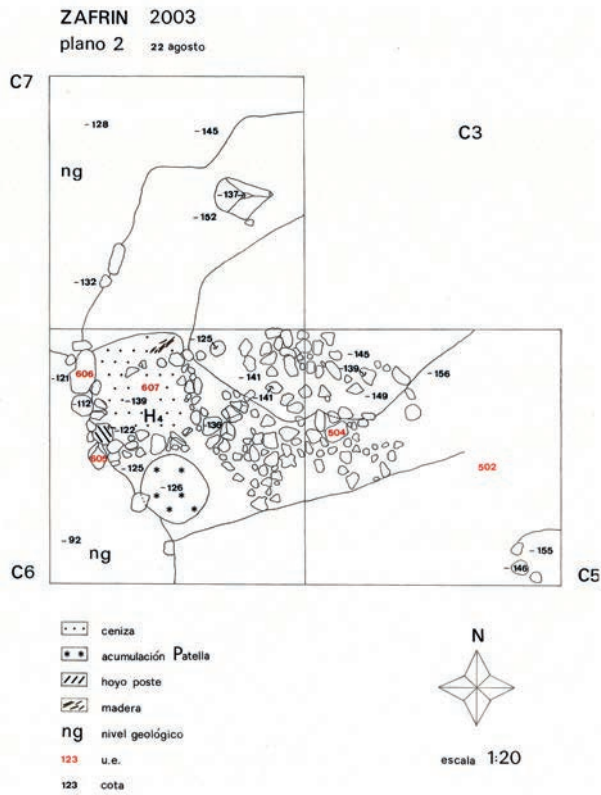 ZAFRIN 2003
plano 2 22 agosto
C7
C3
-128
-145
ng
-137
-152
-132
-125
-145
-121
606
607
-141
-139
-156
-112
-139
-141
-149
H4
-122
-136
504
605
-125
-126
502
-92
ng
-155
-146
C6
C5
ceniza
acumulación Patella
hoyo poste
madera
ng nivel geológico
123 u.e.
123 cota
N
escala 1:20